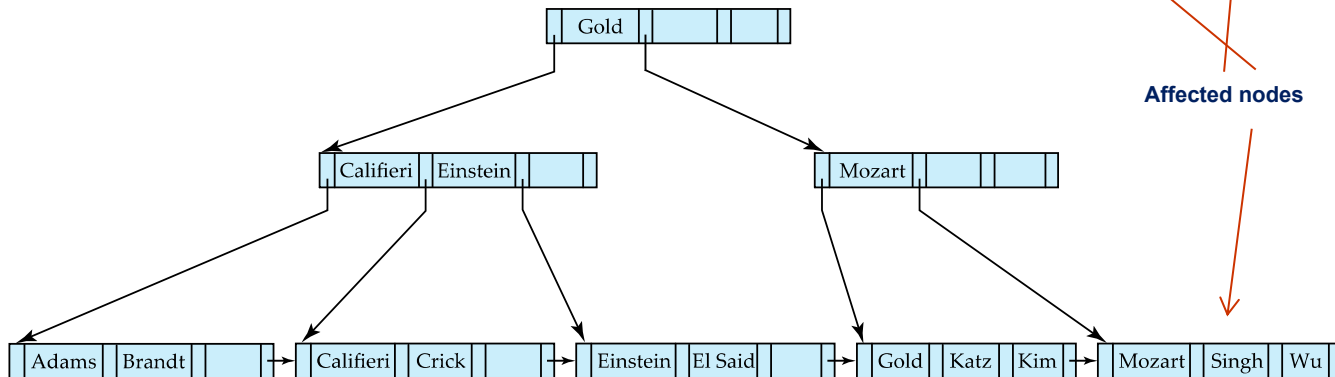 Gold
Affected nodes
Califieri Einstein Mozart
Adams Brandt Califieri Crick Einstein El Said Gold Katz Kim Mozart Singh Wu